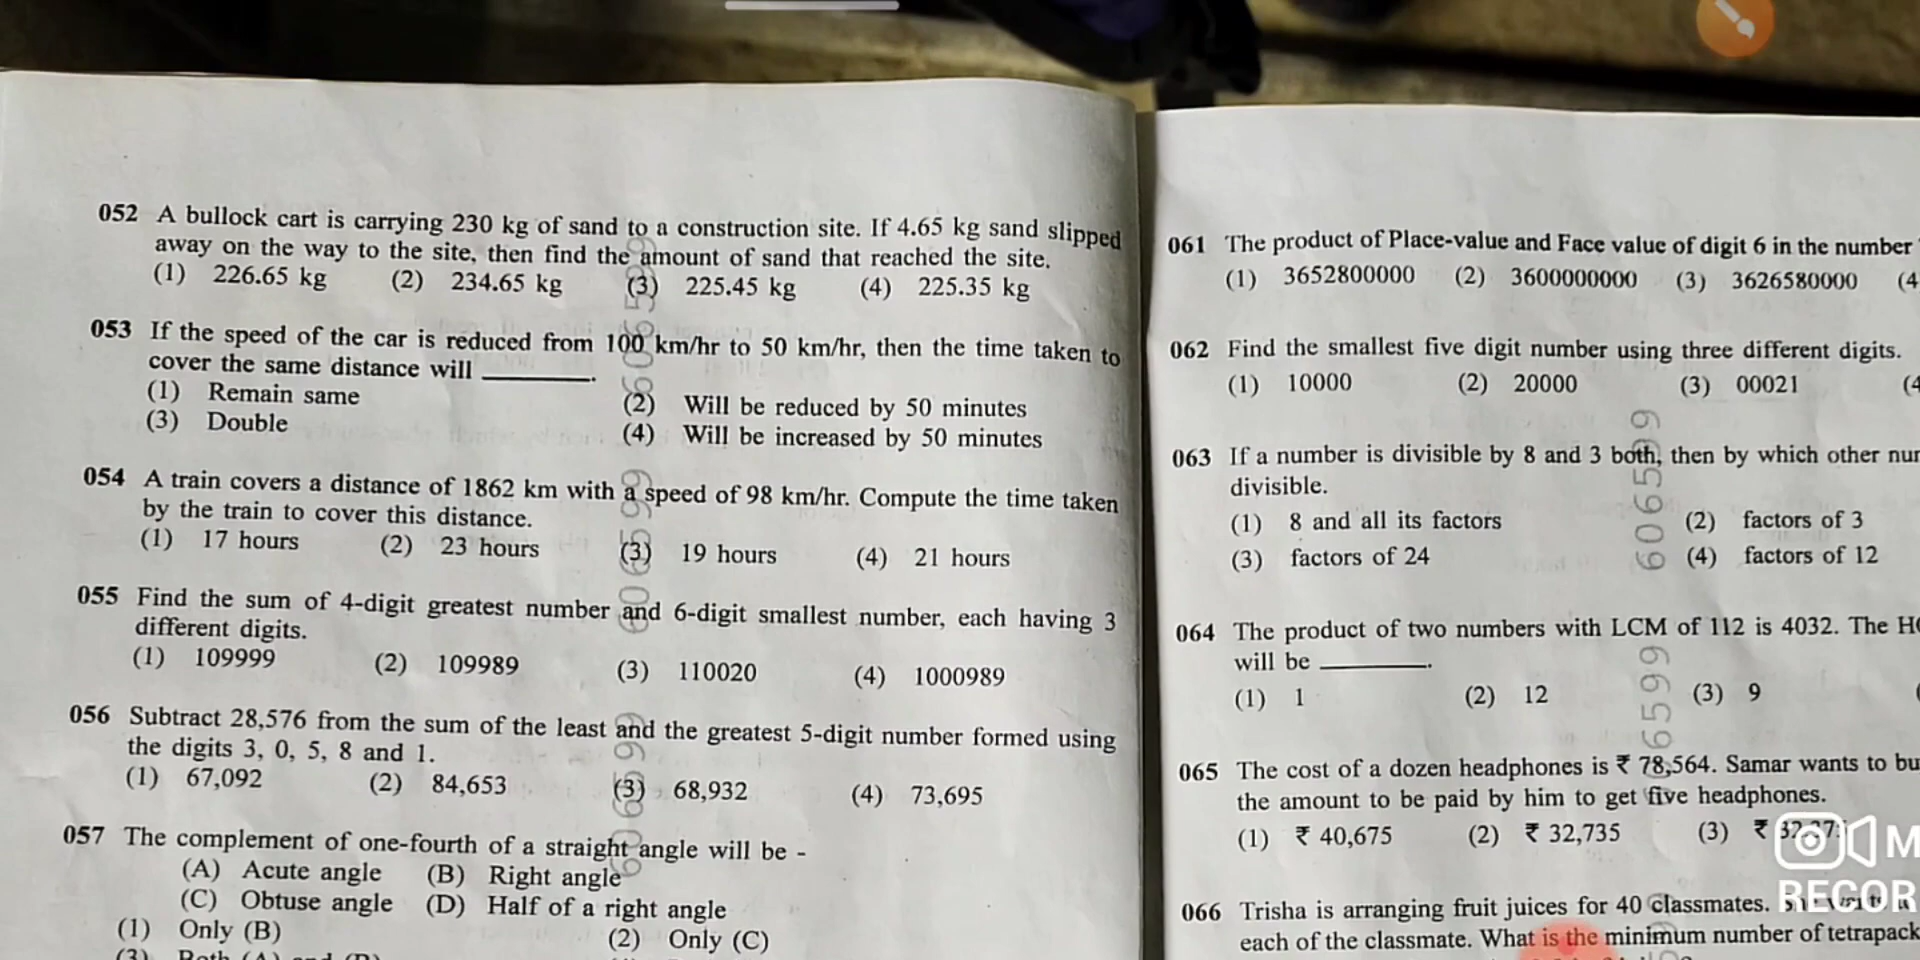 052 A bullock cart is carrying 230 kg of sand to a construction site. If 4.65 kg sand slipped
away on the way to the site, then find the amount of sand that reached the site.
(1) 226.65 kg (2) 234.65 kg (3) 225.45 kg (4) 225.35 kg
053 If the speed of the car is reduced from 100 km/hr to 50 km/hr, then the time taken to
cover the same distance will ________.
(1) Remain same (2) Will be reduced by 50 minutes
(3) Double (4) Will be increased by 50 minutes
054 A train covers a distance of 1862 km with a speed of 98 km/hr. Compute the time taken
by the train to cover this distance.
(1) 17 hours (2) 23 hours (3) 19 hours (4) 21 hours
055 Find the sum of 4-digit greatest number and 6-digit smallest number, each having 3
different digits.
(1) 109999 (2) 109989 (3) 110020 (4) 1000989
056 Subtract 28,576 from the sum of the least and the greatest 5-digit number formed using
the digits 3, 0, 5, 8 and 1.
(1) 67,092 (2) 84,653 (3) 68,932 (4) 73,695
057 The complement of one-fourth of a straight angle will be -
(A) Acute angle (B) Right angle
(C) Obtuse angle (D) Half of a right angle
(1) Only (B) (2) Only (C)
(3) Both (A) and (D)
061 The product of Place-value and Face value of digit 6 in the number
(1) 3652800000 (2) 3600000000 (3) 3626580000 (4
062 Find the smallest five digit number using three different digits.
(1) 10000 (2) 20000 (3) 00021 (4
063 If a number is divisible by 8 and 3 both, then by which other nur
divisible.
(1) 8 and all its factors (2) factors of 3
(3) factors of 24 (4) factors of 12
064 The product of two numbers with LCM of 112 is 4032. The H
will be ________.
(1) 1 (2) 12 (3) 9
065 The cost of a dozen headphones is ₹ 78,564. Samar wants to bu
the amount to be paid by him to get five headphones.
(1) ₹ 40,675 (2) ₹ 32,735 (3) ₹
M
RECOR
066 Trisha is arranging fruit juices for 40 classmates.
each of the classmate. What is the minimum number of tetrapack